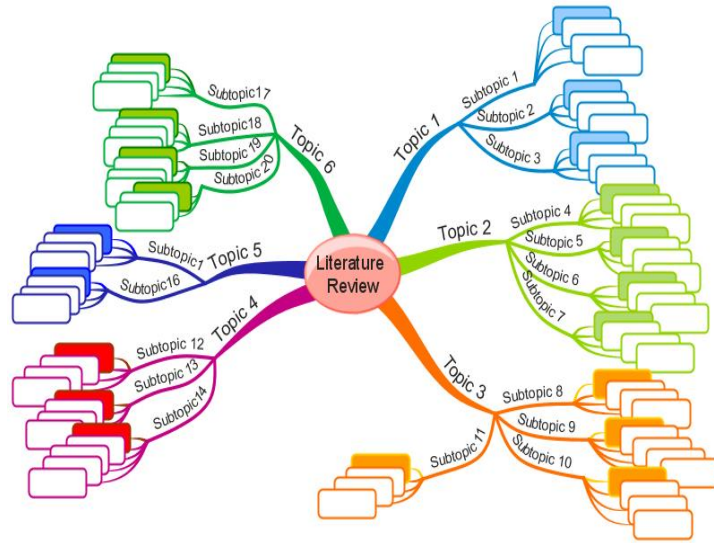 Literature
Review
Topic 1
Subtopic 1
Subtopic 2
Subtopic 3
Topic 2
Subtopic 4
Subtopic 5
Subtopic 6
Subtopic 7
Topic 3
Subtopic 8
Subtopic 9
Subtopic 10
Subtopic 11
Topic 4
Subtopic 12
Subtopic 13
Subtopic14
Topic 5
Subtopic1
Subtopic16
Topic 6
Subtopic17
Subtopic18
Subtopic 19
Subtopic 20